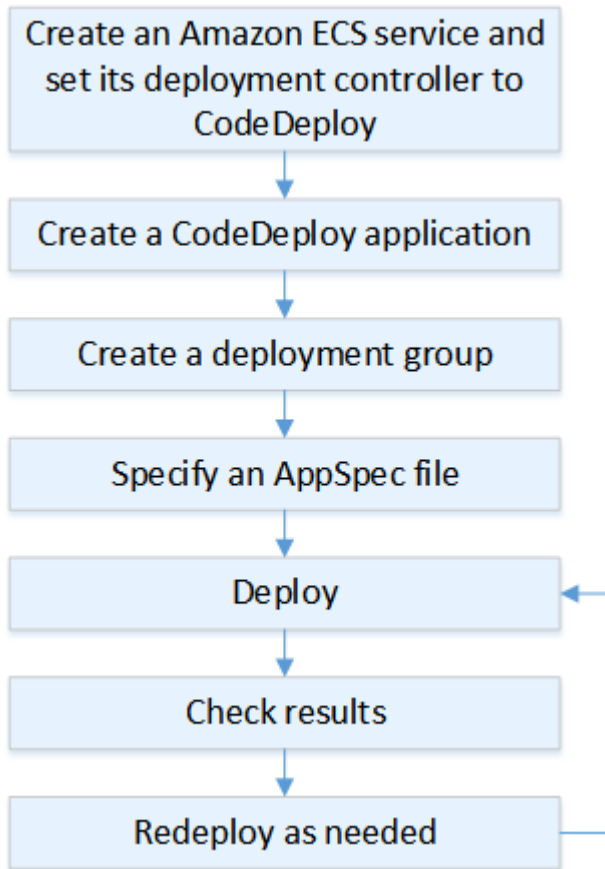 Create an Amazon ECS service and
set its deployment controller to
CodeDeploy
Create a CodeDeploy application
Create a deployment group
Specify an AppSpec file
Deploy
Check results
Redeploy as needed